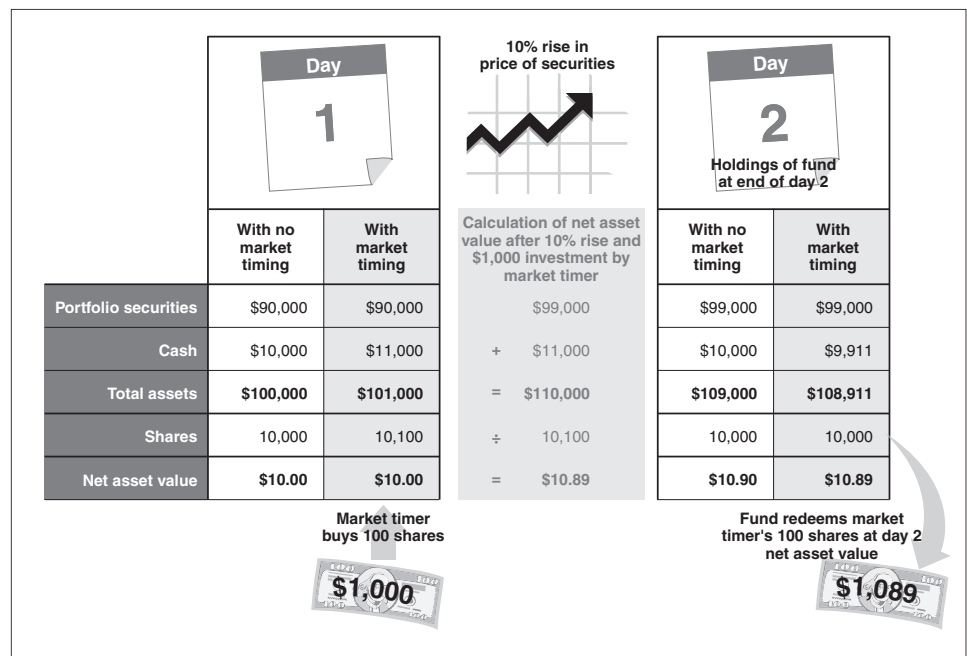 Day
1
10% rise in
price of securities
Day
2
Holdings of fund
at end of day 2
With no
market
timing
With
market
timing
Calculation of net asset
value after 10% rise and
$1,000 investment by
market timer
With no
market
timing
With
market
timing
Portfolio securities $90,000 $90,000 $99,000 $99,000 $99,000
Cash $10,000 $11,000 + $11,000 $10,000 $9,911
Total assets $100,000 $101,000 = $110,000 $109,000 $108,911
Shares 10,000 10,100 ÷ 10,100 10,000 10,000
Net asset value $10.00 $10.00 = $10.89 $10.90 $10.89
Market timer
buys 100 shares
$1,000
Fund redeems market
timer's 100 shares at day 2
net asset value
$1,089